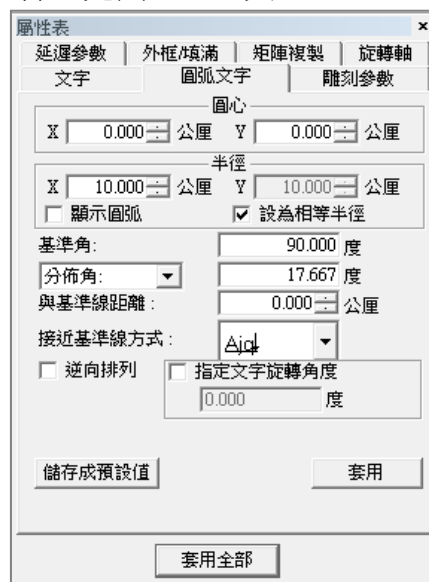 屬性表
延遲參數 外框/填滿 矩陣複製 旋轉軸
文字 圓弧文字 雕刻參數
圓心
X 0.000 公厘 Y 0.000 公厘
半徑
X 10.000 公厘 Y 10.000 公厘
顯示圓弧 設為相等半徑
基準角: 90.000 度
分佈角: 17.667 度
與基準線距離: 0.000 公厘
接近基準線方式: Ajq
逆向排列 指定文字旋轉角度
0.000 度
儲存成預設值 套用
套用全部